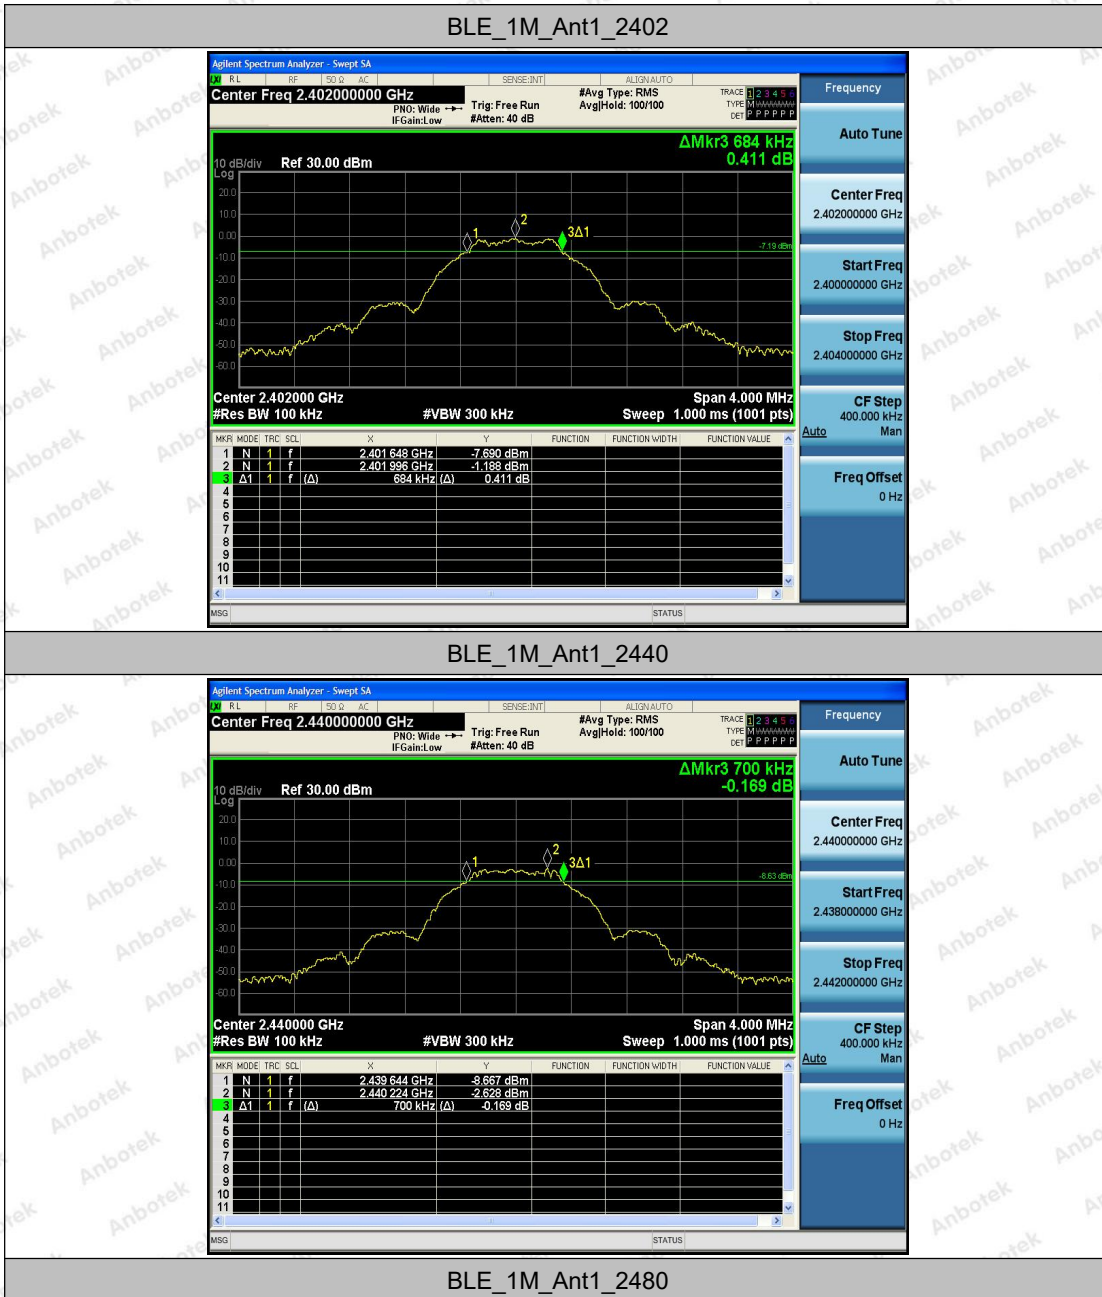 BLE_1M_Ant1_2402
Agilent Spectrum Analyzer - Swept SA
RL RF 50 Ω AC SENSE:INT ALIGNAUTO
Center Freq 2.402000000 GHz
PNO: Wide
IFGain:Low
Trig: Free Run
#Atten: 40 dB
#Avg Type: RMS
Avg|Hold: 100/100
TRACE 1 2 3 4 5 6
TYPE M
DET P P P P P P
ΔMkr3 684 kHz
0.411 dB
10 dB/div Ref 30.00 dBm
Log
20.0
10.0
0.00
-10.0
-20.0
-30.0
-40.0
-50.0
-60.0
1
2
3Δ1
-7.19 dBm
Center 2.402000 GHz Span 4.000 MHz
#Res BW 100 kHz #VBW 300 kHz Sweep 1.000 ms (1001 pts)
MKR MODE TRC SCL X Y FUNCTION FUNCTION WIDTH FUNCTION VALUE
1 N 1 f 2.401 648 GHz -7.690 dBm
2 N 1 f 2.401 996 GHz -1.188 dBm
3 Δ1 1 f (Δ) 684 kHz (Δ) 0.411 dB
4
5
6
7
8
9
10
11
MSG STATUS
Frequency
Auto Tune
Center Freq
2.402000000 GHz
Start Freq
2.400000000 GHz
Stop Freq
2.404000000 GHz
CF Step
400.000 kHz
Auto Man
Freq Offset
0 Hz
BLE_1M_Ant1_2440
Agilent Spectrum Analyzer - Swept SA
RL RF 50 Ω AC SENSE:INT ALIGNAUTO
Center Freq 2.440000000 GHz
PNO: Wide
IFGain:Low
Trig: Free Run
#Atten: 40 dB
#Avg Type: RMS
Avg|Hold: 100/100
TRACE 1 2 3 4 5 6
TYPE M
DET P P P P P P
ΔMkr3 700 kHz
-0.169 dB
10 dB/div Ref 30.00 dBm
Log
20.0
10.0
0.00
-10.0
-20.0
-30.0
-40.0
-50.0
-60.0
1
2
3Δ1
-8.63 dBm
Center 2.440000 GHz Span 4.000 MHz
#Res BW 100 kHz #VBW 300 kHz Sweep 1.000 ms (1001 pts)
MKR MODE TRC SCL X Y FUNCTION FUNCTION WIDTH FUNCTION VALUE
1 N 1 f 2.439 644 GHz -8.667 dBm
2 N 1 f 2.440 224 GHz -2.628 dBm
3 Δ1 1 f (Δ) 700 kHz (Δ) -0.169 dB
4
5
6
7
8
9
10
11
MSG STATUS
Frequency
Auto Tune
Center Freq
2.440000000 GHz
Start Freq
2.438000000 GHz
Stop Freq
2.442000000 GHz
CF Step
400.000 kHz
Auto Man
Freq Offset
0 Hz
BLE_1M_Ant1_2480